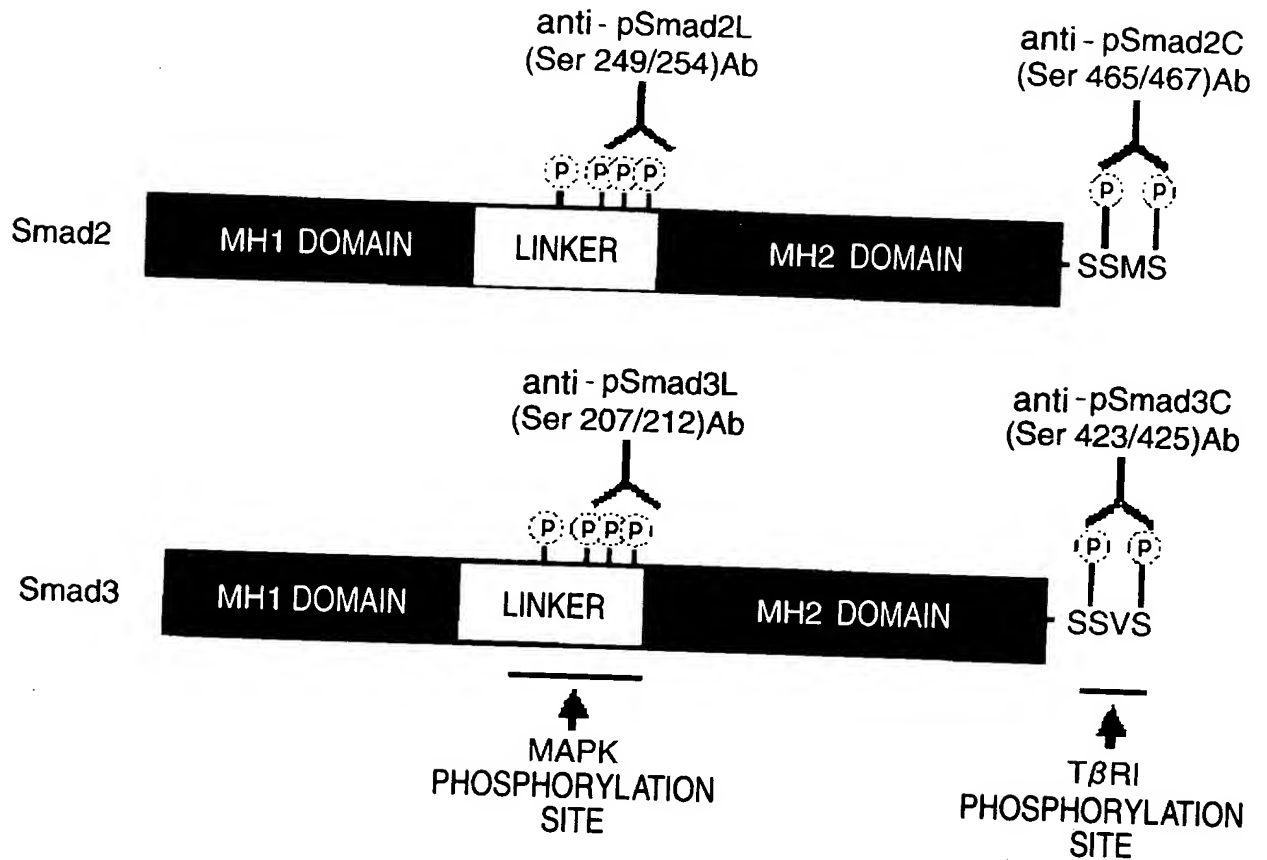 anti - pSmad2L
(Ser 249/254)Ab
anti - pSmad2C
(Ser 465/467)Ab
P P P P
P P
Smad2
MH1 DOMAIN
LINKER
MH2 DOMAIN
SSMS
anti - pSmad3L
(Ser 207/212)Ab
anti - pSmad3C
(Ser 423/425)Ab
P P P P
P P
Smad3
MH1 DOMAIN
LINKER
MH2 DOMAIN
SSVS
MAPK
PHOSPHORYLATION
SITE
TβRI
PHOSPHORYLATION
SITE